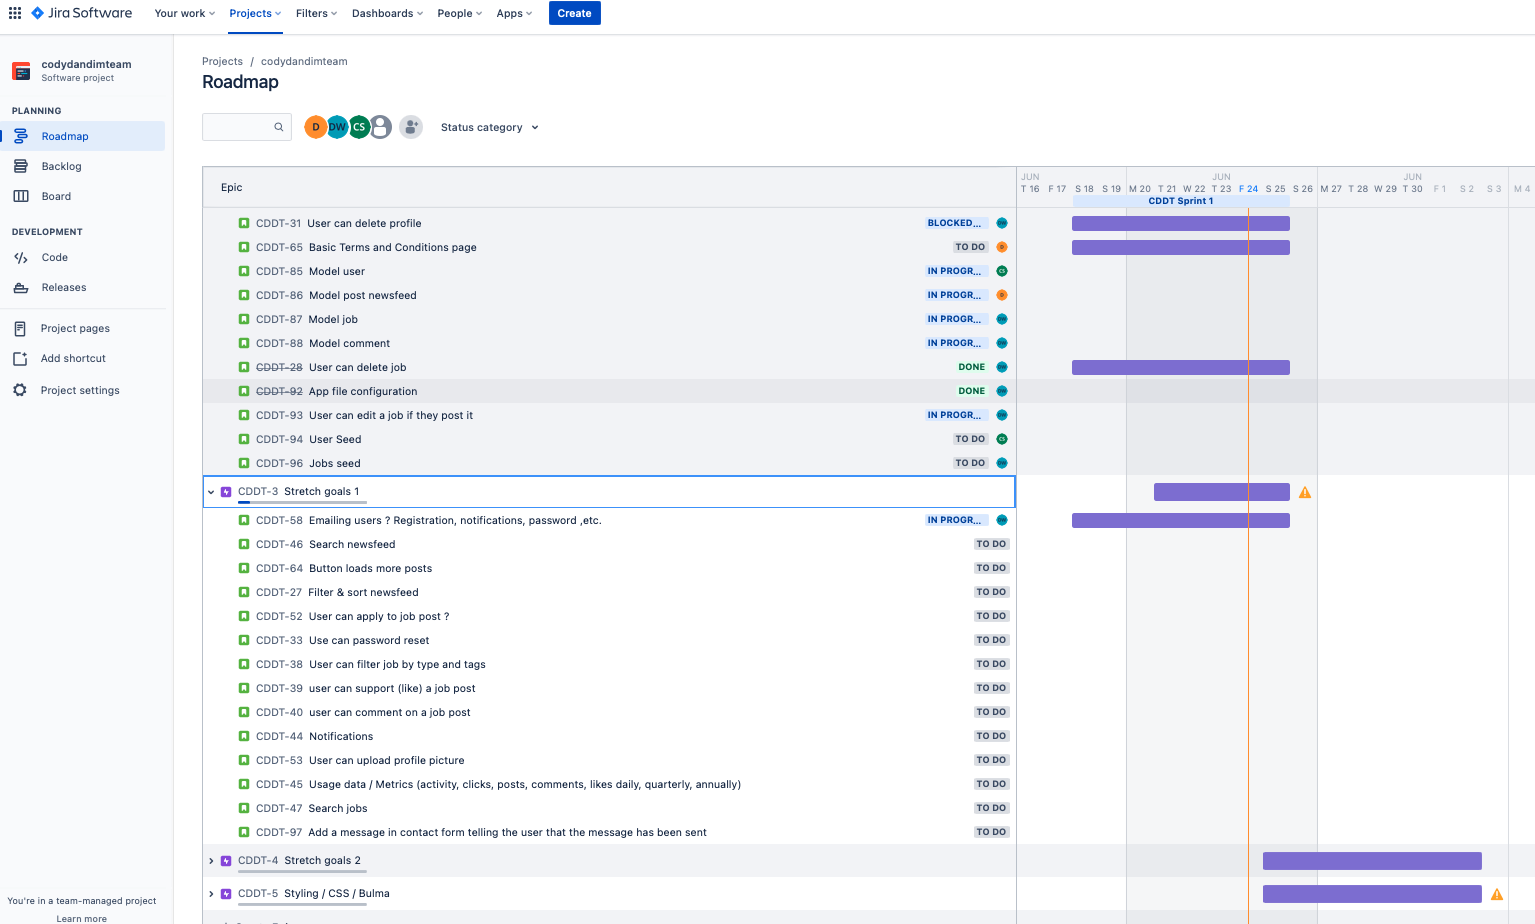 Jira Software
Your work
Projects
Filters
Dashboards
People
Apps
Create
codydandimteam
Software project
PLANNING
Roadmap
Backlog
Board
DEVELOPMENT
Code
Releases
Project pages
Add shortcut
Project settings
You're in a team-managed project
Learn more
Projects / codydandimteam
Roadmap
D DW CS
Status category
Epic
JUN JUN JUN
T 16 F 17 S 18 S 19 M 20 T 21 W 22 T 23 F 24 S 25 S 26 M 27 T 28 W 29 T 30 F 1 S 2 S 3 M 4
CDDT Sprint 1
CDDT-31 User can delete profile BLOCKED... DW
CDDT-65 Basic Terms and Conditions page TO DO D
CDDT-85 Model user IN PROGR... CS
CDDT-86 Model post newsfeed IN PROGR... D
CDDT-87 Model job IN PROGR... DW
CDDT-88 Model comment IN PROGR... DW
CDDT-28 User can delete job DONE DW
CDDT-92 App file configuration DONE DW
CDDT-93 User can edit a job if they post it IN PROGR... DW
CDDT-94 User Seed TO DO CS
CDDT-96 Jobs seed TO DO DW
CDDT-3 Stretch goals 1
CDDT-58 Emailing users ? Registration, notifications, password ,etc. IN PROGR... DW
CDDT-46 Search newsfeed TO DO
CDDT-64 Button loads more posts TO DO
CDDT-27 Filter & sort newsfeed TO DO
CDDT-52 User can apply to job post ? TO DO
CDDT-33 Use can password reset TO DO
CDDT-38 User can filter job by type and tags TO DO
CDDT-39 user can support (like) a job post TO DO
CDDT-40 user can comment on a job post TO DO
CDDT-44 Notifications TO DO
CDDT-53 User can upload profile picture TO DO
CDDT-45 Usage data / Metrics (activity, clicks, posts, comments, likes daily, quarterly, annually) TO DO
CDDT-47 Search jobs TO DO
CDDT-97 Add a message in contact form telling the user that the message has been sent TO DO
CDDT-4 Stretch goals 2
CDDT-5 Styling / CSS / Bulma